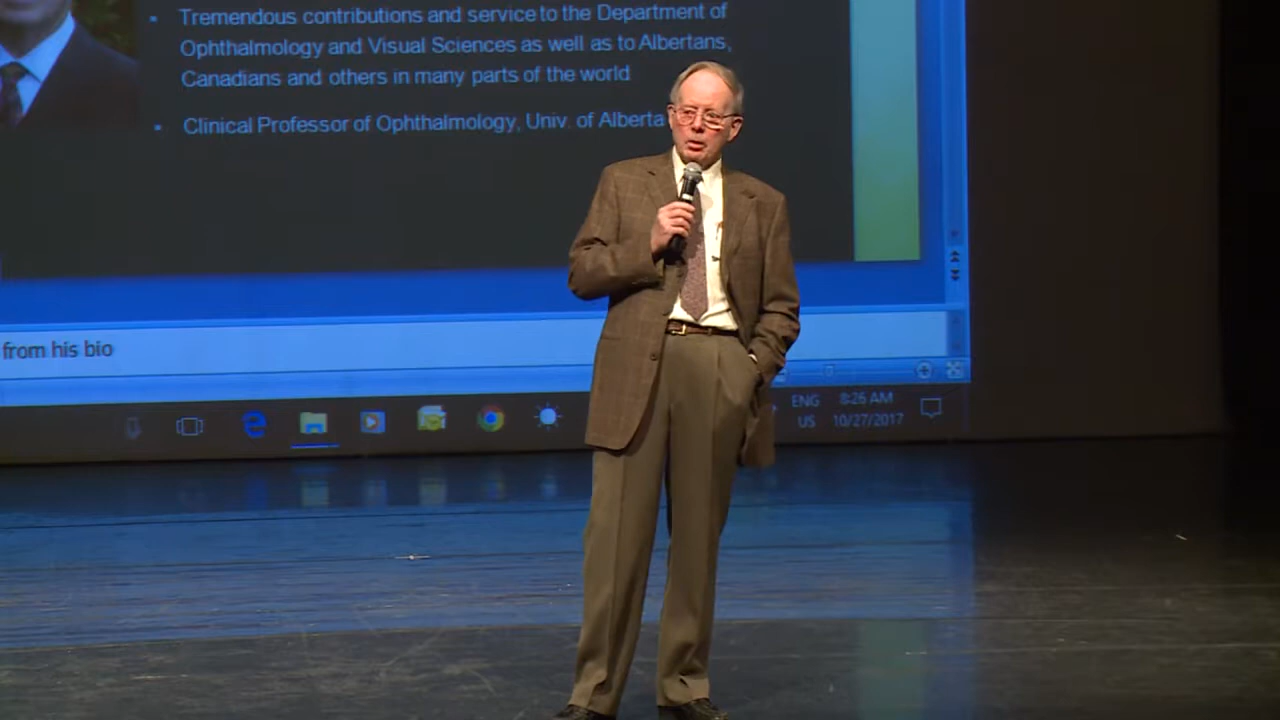 Tremendous contributions and service to the Department of
Ophthalmology and Visual Sciences as well as to Albertans,
Canadians and others in many parts of the world
Clinical Professor of Ophthalmology, Univ. of Alberta
from his bio
ENG 8:26 AM
US 10/27/2017